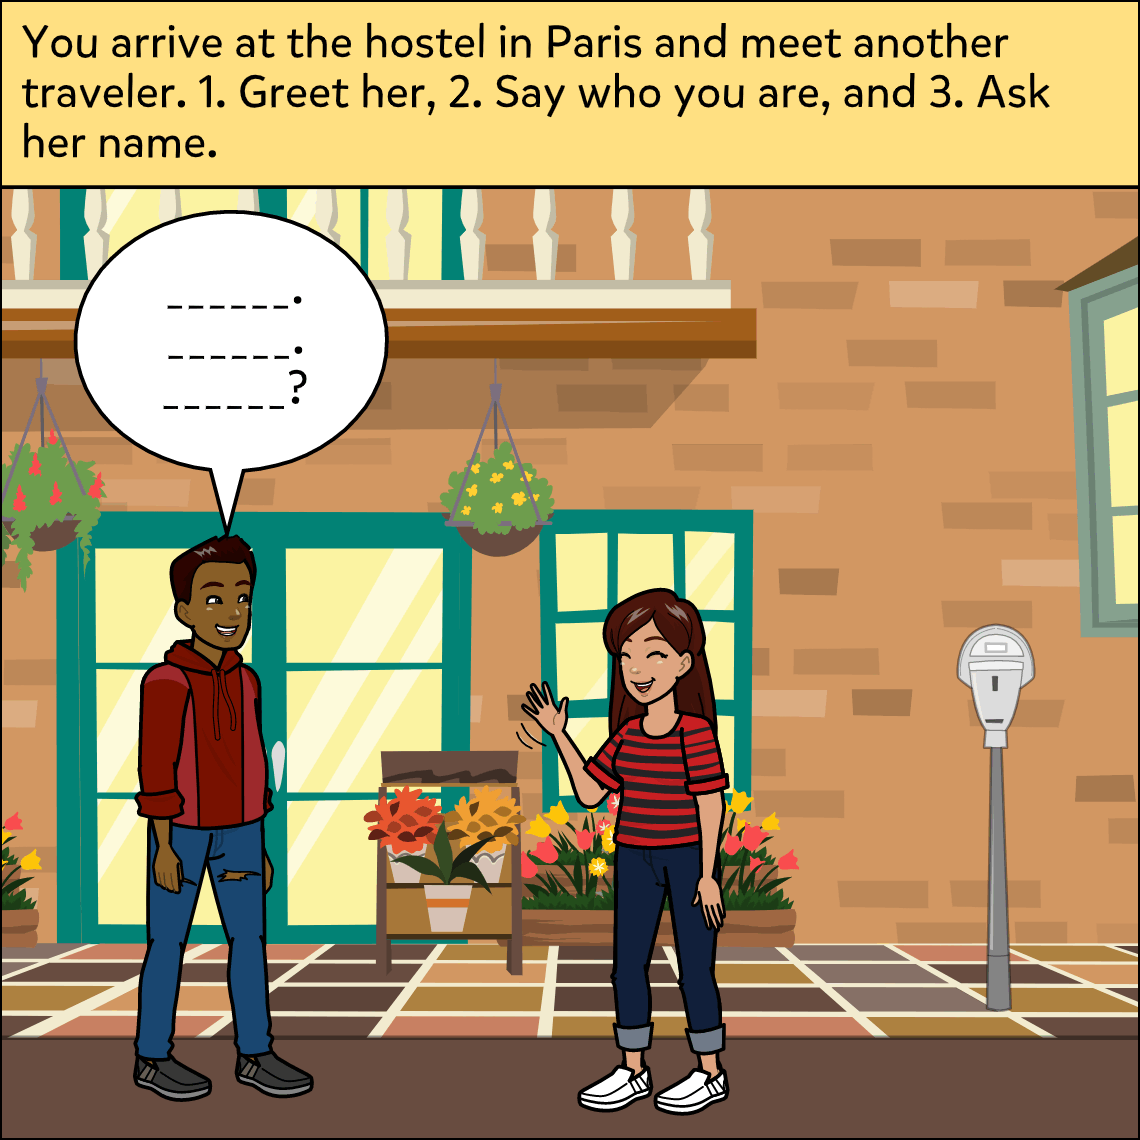 You arrive at the hostel in Paris and meet another
traveler. 1. Greet her, 2. Say who you are, and 3. Ask
her name.
______.
______.
______?